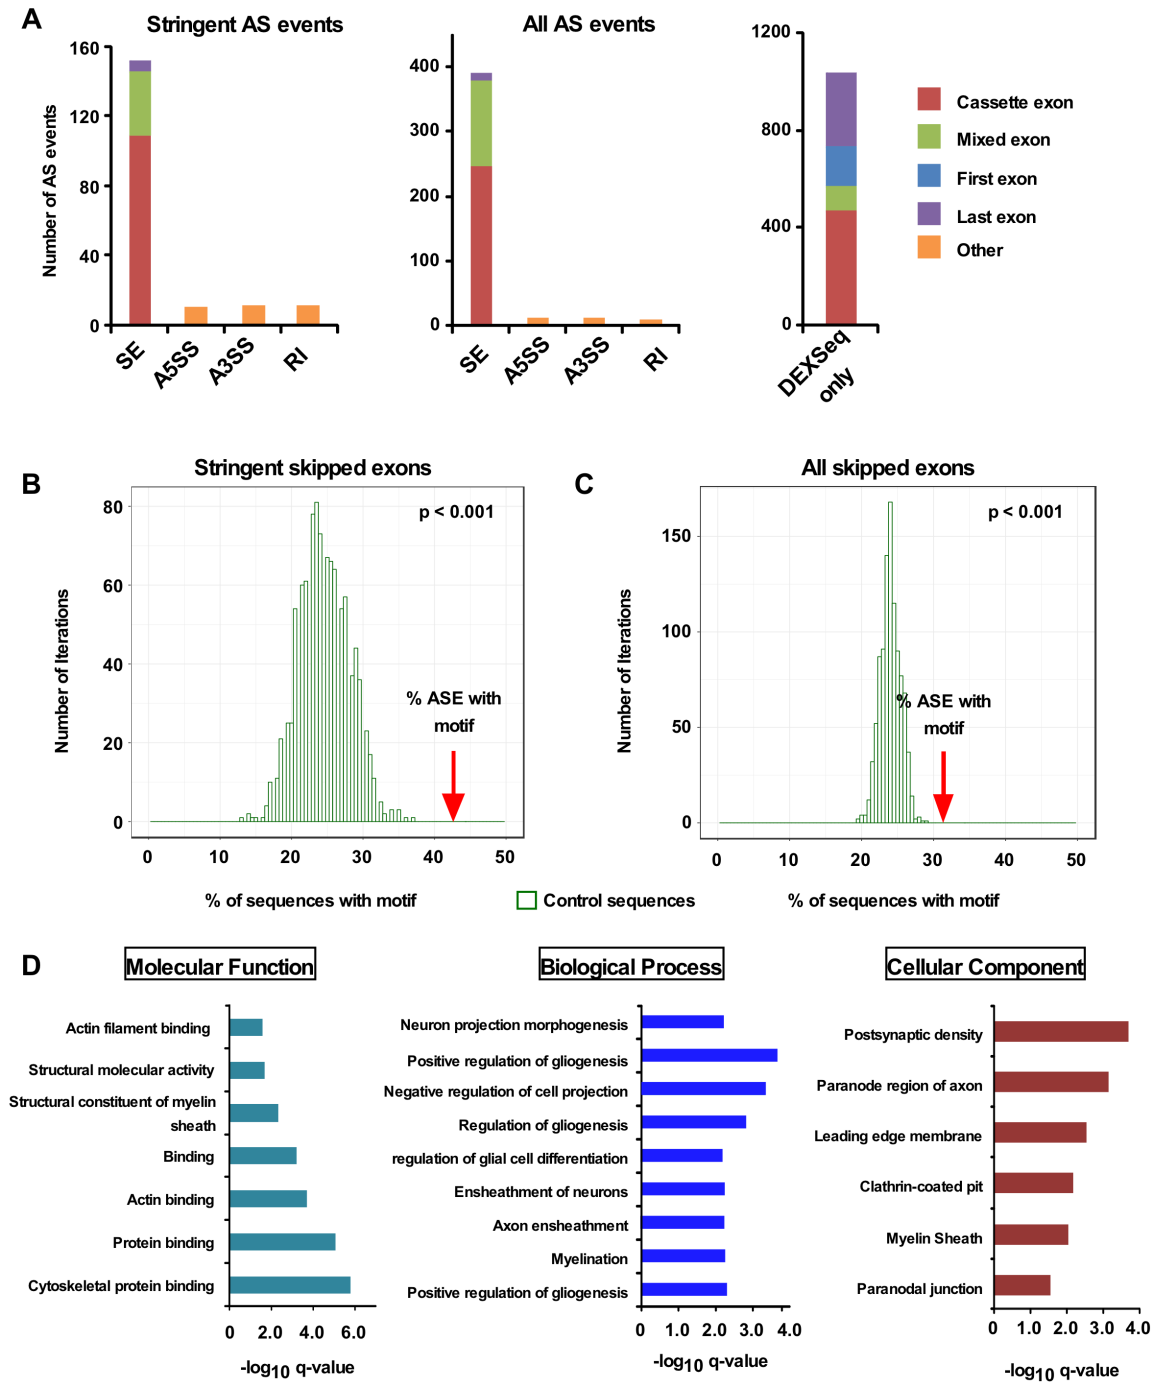 A
Stringent AS events
All AS events
Number of AS events
160
120
80
40
0
SE
A5SS
A3SS
RI
400
300
200
100
0
SE
A5SS
A3SS
RI
1200
800
400
0
DEXSeq
only
Cassette exon
Mixed exon
First exon
Last exon
Other
B
Stringent skipped exons
p < 0.001
Number of Iterations
80
60
40
20
0
% ASE with
motif
0 10 20 30 40 50
% of sequences with motif
C
All skipped exons
p < 0.001
Number of Iterations
150
100
50
0
% ASE with
motif
0 10 20 30 40 50
% of sequences with motif
Control sequences
D
Molecular Function
Actin filament binding
Structural molecular activity
Structural constituent of myelin
sheath
Binding
Actin binding
Protein binding
Cytoskeletal protein binding
0 2.0 4.0 6.0
-log10 q-value
Biological Process
Neuron projection morphogenesis
Positive regulation of gliogenesis
Negative regulation of cell projection
Regulation of gliogenesis
regulation of glial cell differentiation
Ensheathment of neurons
Axon ensheathment
Myelination
Positive regulation of gliogenesis
0 1.0 2.0 3.0 4.0
-log10 q-value
Cellular Component
Postsynaptic density
Paranode region of axon
Leading edge membrane
Clathrin-coated pit
Myelin Sheath
Paranodal junction
0 1.0 2.0 3.0 4.0
-log10 q-value